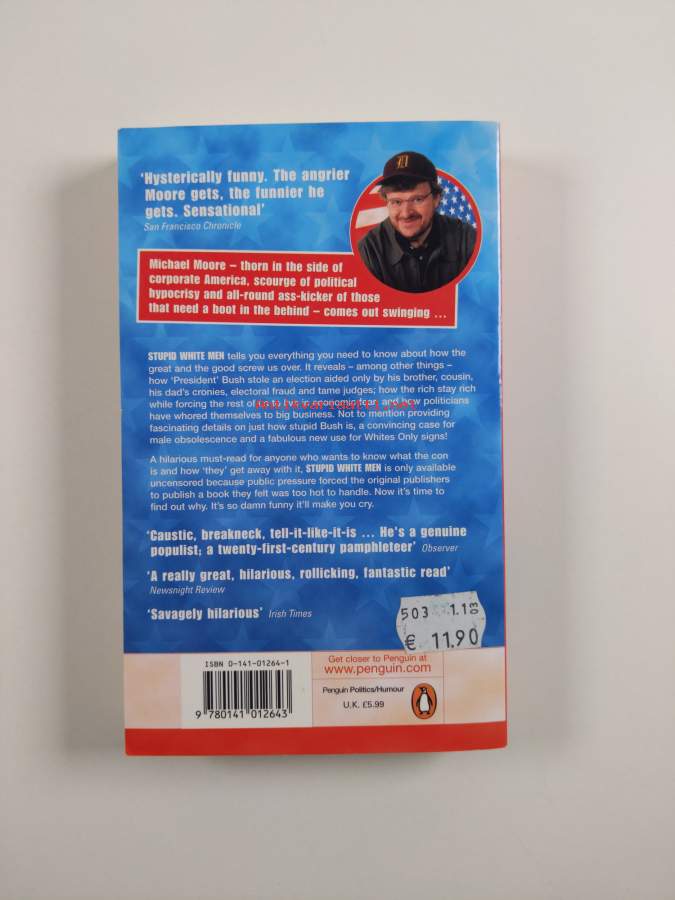 D
'Hysterically funny. The angrier
Moore gets, the funnier he
gets. Sensational'
San Francisco Chronicle
Michael Moore – thorn in the side of
corporate America, scourge of political
hypocrisy and all-round ass-kicker of those
that need a boot in the behind – comes out swinging ...
STUPID WHITE MEN tells you everything you need to know about how the
great and the good screw us over. It reveals – among other things –
how 'President' Bush stole an election aided only by his brother, cousin,
his dad's cronies, electoral fraud and tame judges; how the rich stay rich
while forcing the rest of us to live in economic fear and how politicians
have whored themselves to big business. Not to mention providing
fascinating details on just how stupid Bush is, a convincing case for
male obsolescence and a fabulous new use for Whites Only signs!
A hilarious must-read for anyone who wants to know what the con
is and how 'they' get away with it, STUPID WHITE MEN is only available
uncensored because public pressure forced the original publishers
to publish a book they felt was too hot to handle. Now it's time to
find out why. It's so damn funny it'll make you cry.
'Caustic, breakneck, tell-it-like-it-is ... He's a genuine
populist; a twenty-first-century pamphleteer' Observer
'A really great, hilarious, rollicking, fantastic read'
Newsnight Review
'Savagely hilarious' Irish Times
503 1.1 03
€ 11.90
ISBN 0-141-01264-1
9 780141 012643
Get closer to Penguin at
www.penguin.com
Penguin Politics/Humour
U.K. £5.99